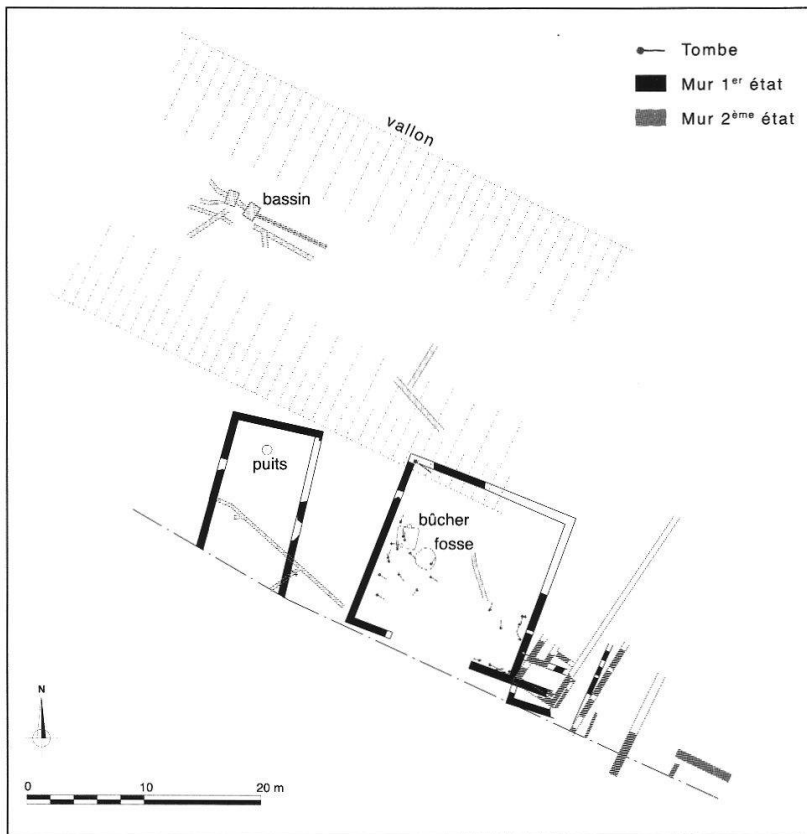 Tombe
Mur 1er état
Mur 2ème état
vallon
bassin
puits
bûcher
fosse
N
0 10 20 m